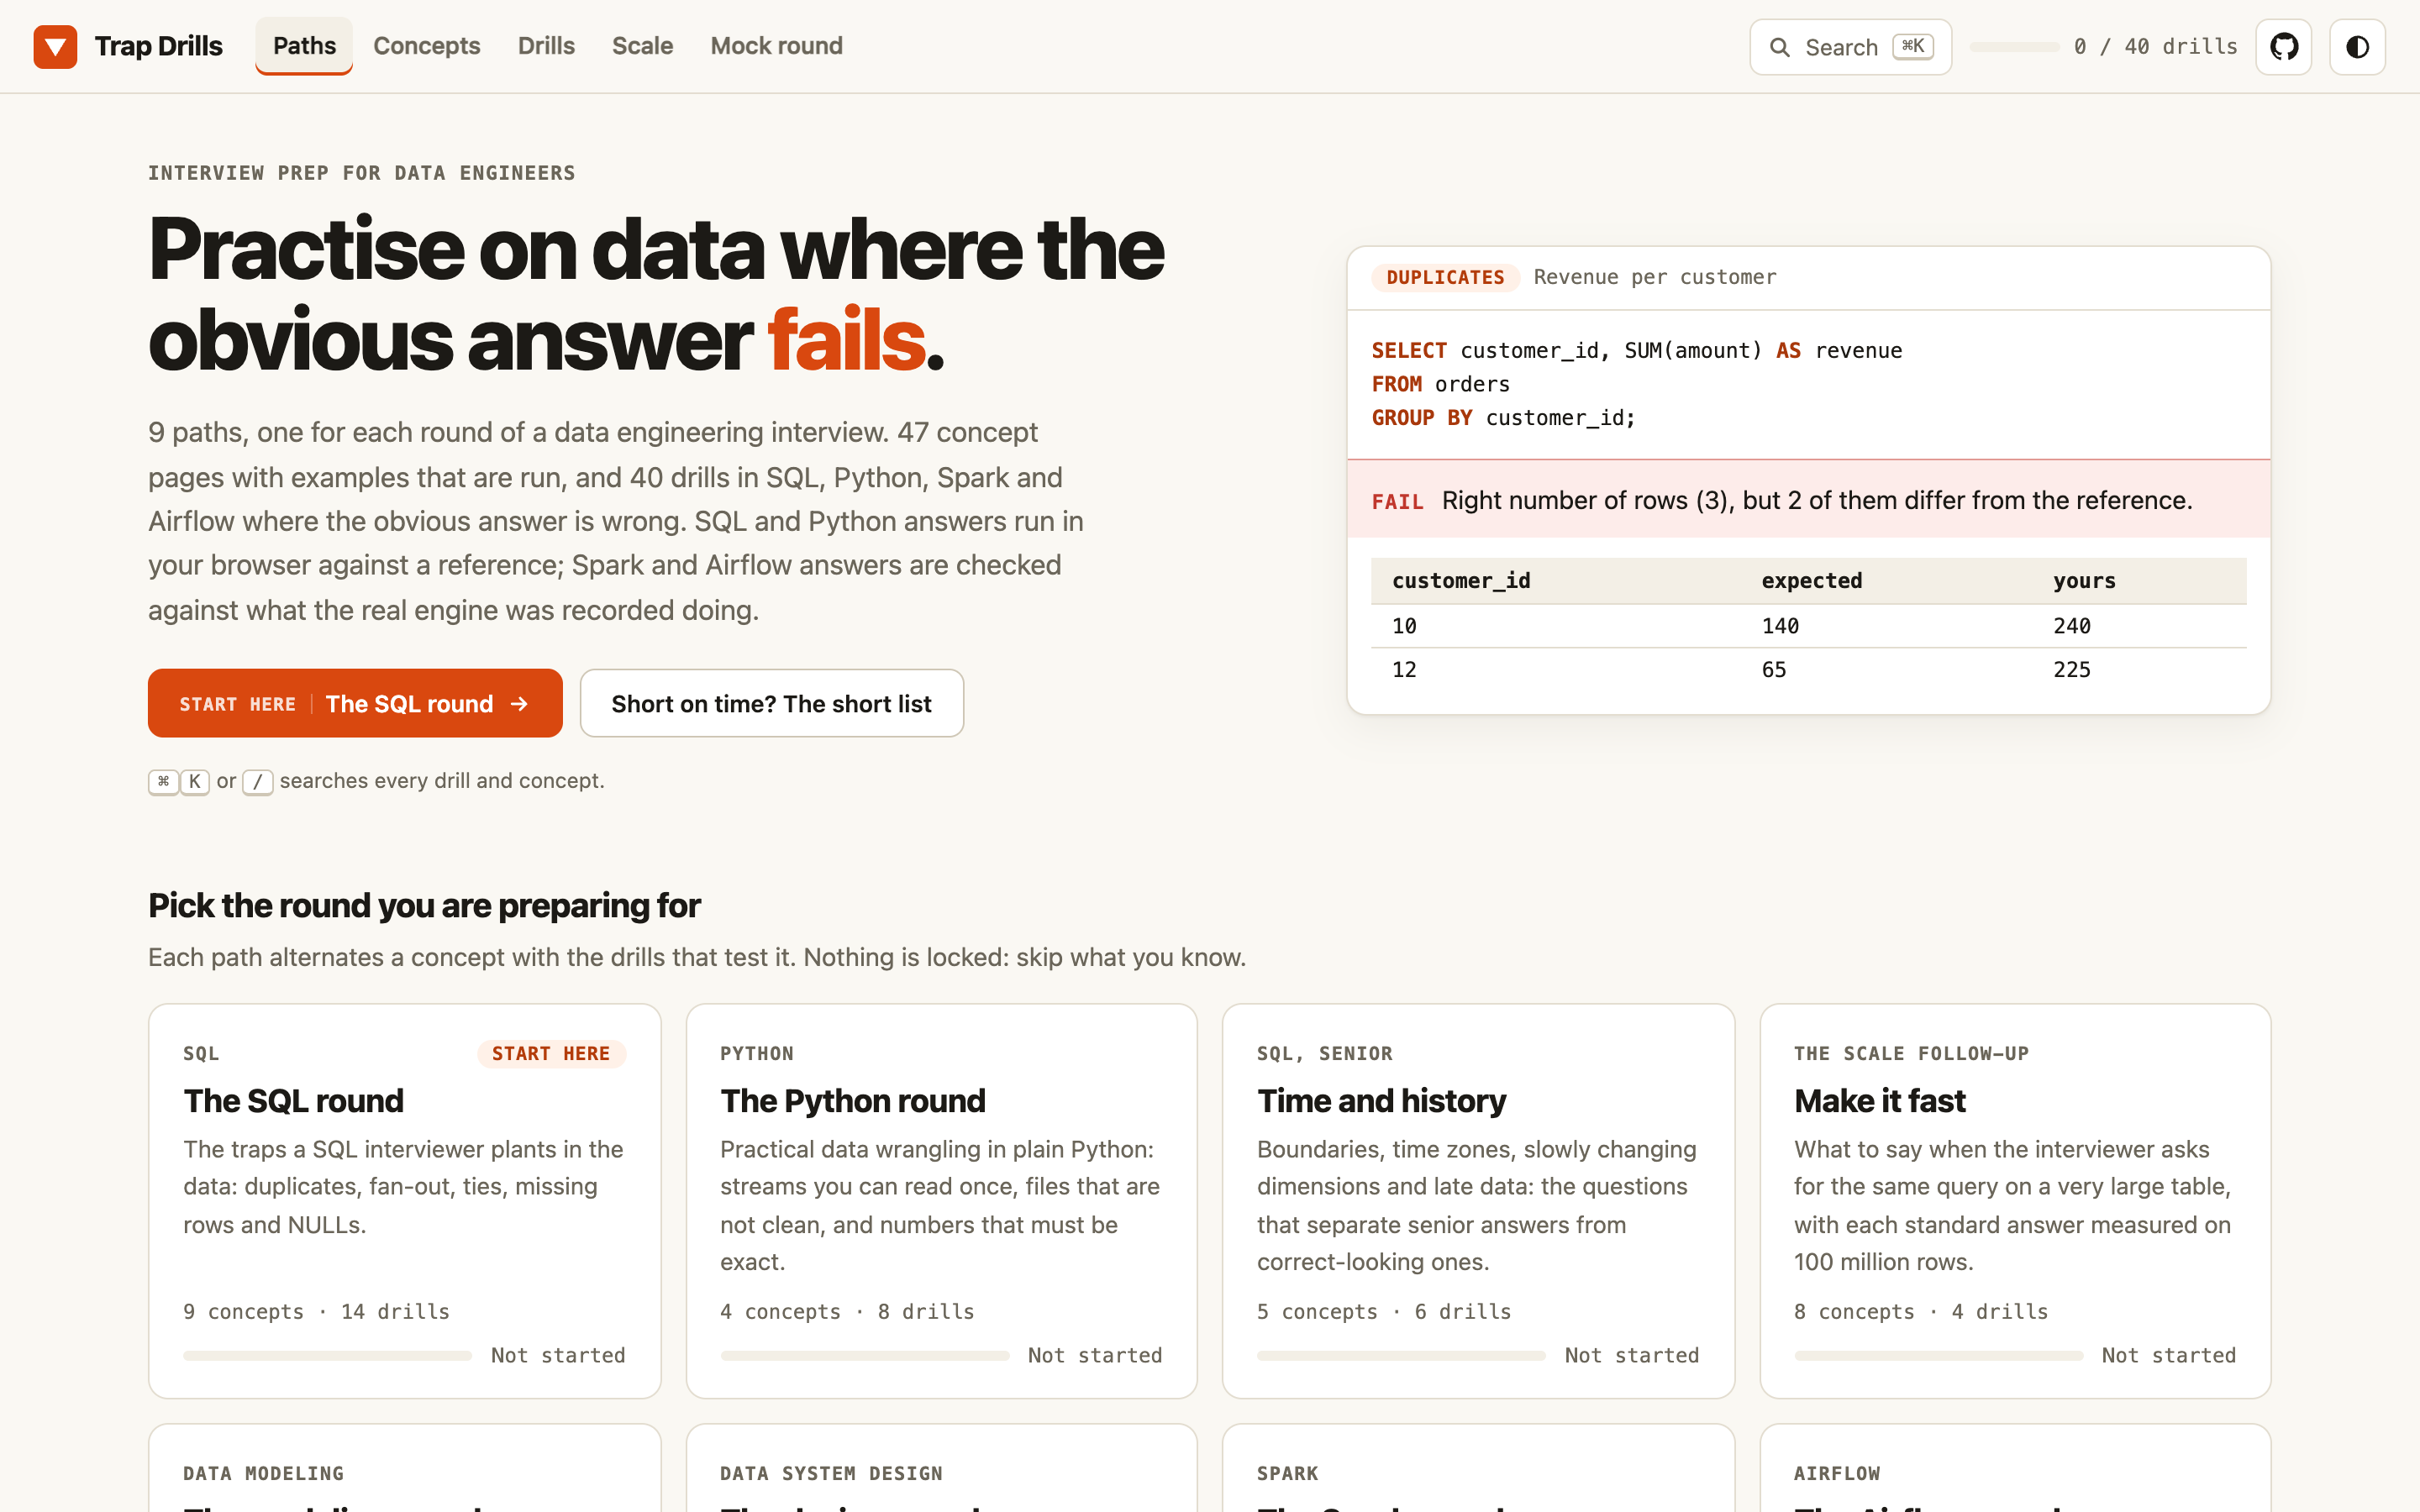 Trap Drills
Paths
Concepts
Drills
Scale
Mock round
Search ⌘K
0 / 40 drills
INTERVIEW PREP FOR DATA ENGINEERS
Practise on data where the
obvious answer fails.
9 paths, one for each round of a data engineering interview. 47 concept
pages with examples that are run, and 40 drills in SQL, Python, Spark and
Airflow where the obvious answer is wrong. SQL and Python answers run in
your browser against a reference; Spark and Airflow answers are checked
against what the real engine was recorded doing.
START HERE The SQL round →
Short on time? The short list
⌘ K or / searches every drill and concept.
DUPLICATES Revenue per customer
SELECT customer_id, SUM(amount) AS revenue
FROM orders
GROUP BY customer_id;
FAIL Right number of rows (3), but 2 of them differ from the reference.
customer_id expected yours
10 140 240
12 65 225
Pick the round you are preparing for
Each path alternates a concept with the drills that test it. Nothing is locked: skip what you know.
SQL START HERE
The SQL round
The traps a SQL interviewer plants in the
data: duplicates, fan-out, ties, missing
rows and NULLs.
9 concepts · 14 drills
Not started
PYTHON
The Python round
Practical data wrangling in plain Python:
streams you can read once, files that are
not clean, and numbers that must be
exact.
4 concepts · 8 drills
Not started
SQL, SENIOR
Time and history
Boundaries, time zones, slowly changing
dimensions and late data: the questions
that separate senior answers from
correct-looking ones.
5 concepts · 6 drills
Not started
THE SCALE FOLLOW-UP
Make it fast
What to say when the interviewer asks
for the same query on a very large table,
with each standard answer measured on
100 million rows.
8 concepts · 4 drills
Not started
DATA MODELING
DATA SYSTEM DESIGN
SPARK
AIRFLOW